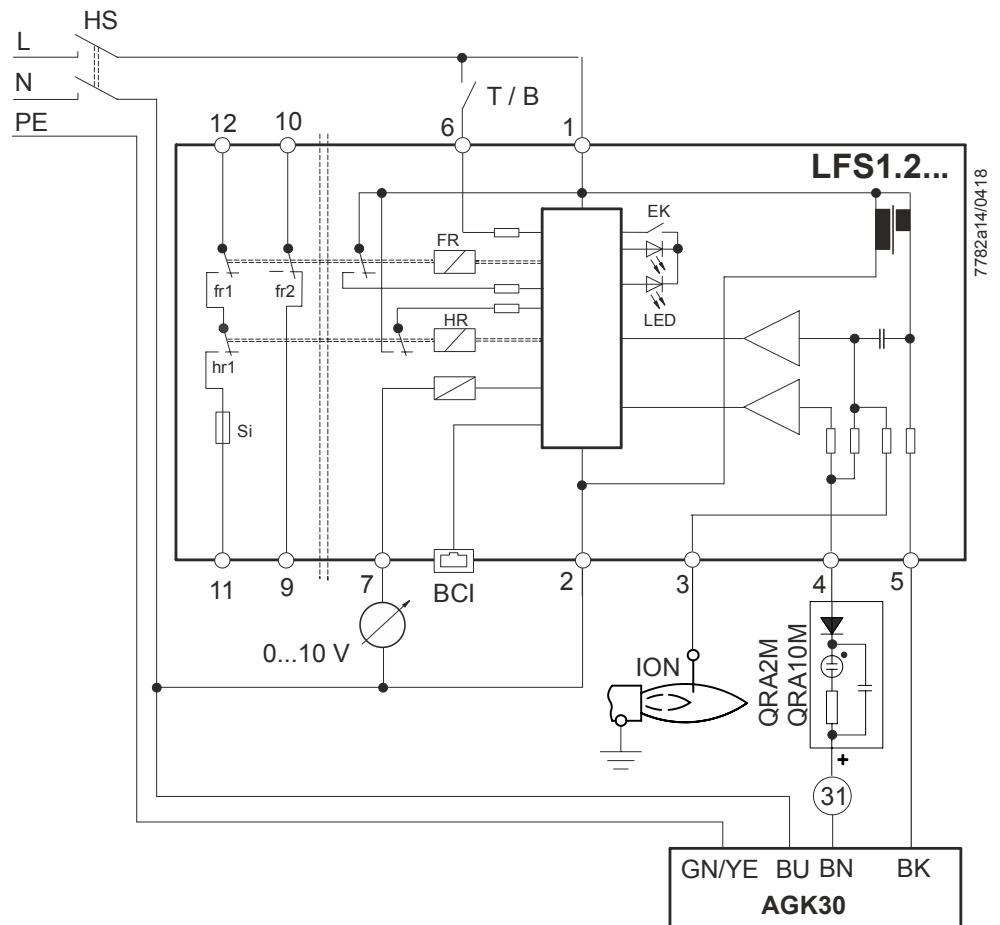 HS
L
N
PE
T / B
12
10
6
1
LFS1.2...
7782a14/0418
EK
FR
fr1
fr2
LED
HR
hr1
Si
11
9
7
BCI
2
3
4
5
0...10 V
ION
QRA2M
QRA10M
+
31
GN/YE
BU
BN
BK
AGK30